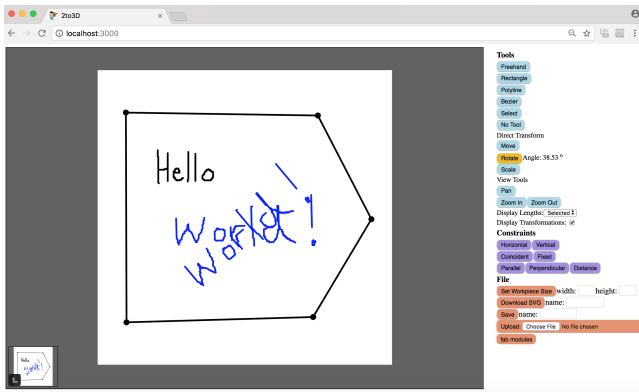 2to3D
localhost:3000
Tools
Freehand
Rectangle
Polyline
Bezier
Select
No Tool
Direct Transform
Move
Rotate Angle: 38.53 °
Scale
View Tools
Pan
Zoom In Zoom Out
Display Lengths: Selected
Display Transformations:
Constraints
Horizontal Vertical
Coincident Fixed
Parallel Perpendicular Distance
File
Set Workpiece Size width: height:
Download SVG name:
Save name:
Upload: Choose File No file chosen
fab modules
Hello